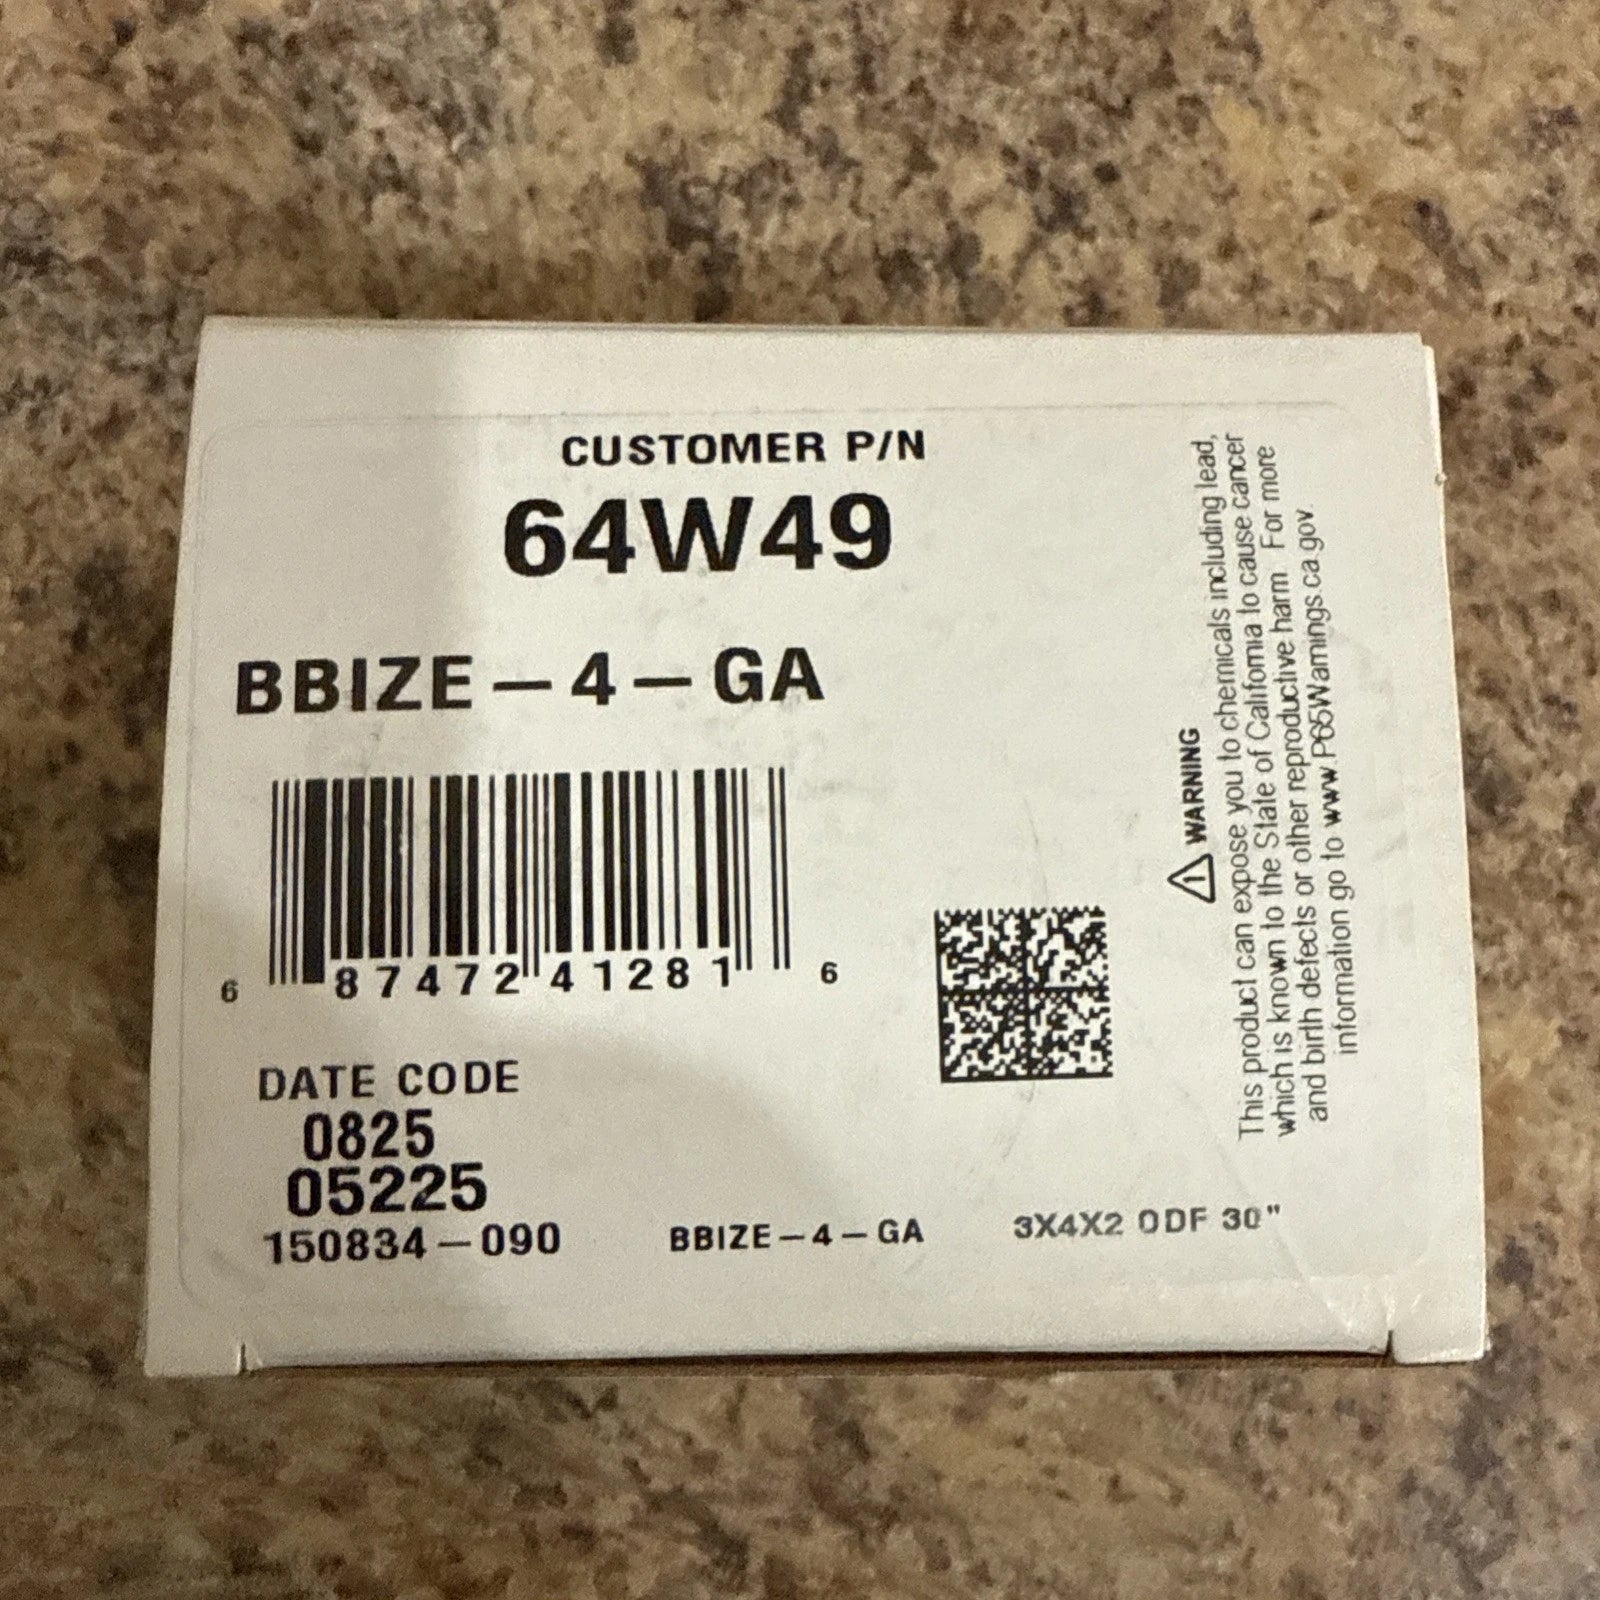 CUSTOMER P/N
64W49
BBIZE-4-GA
6 87472 41281 6
DATE CODE
0825
05225
150834-090 BBIZE-4-GA 3X4X2 ODF 30"
⚠ WARNING
This product can expose you to chemicals including lead,
which is known to the State of California to cause cancer
and birth defects or other reproductive harm For more
information go to www.P65Warnings.ca.gov